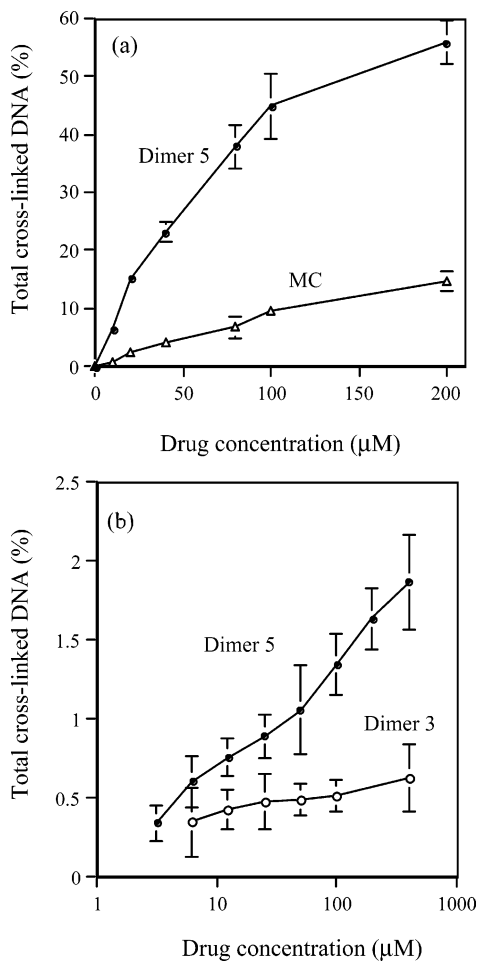 60
(a)
50
40
Dimer 5
30
20
MC
10
0
0 50 100 150 200
Total cross-linked DNA (%)
Drug concentration (μM)
2.5
(b)
2
1.5
Dimer 5
1
Dimer 3
0.5
0
1 10 100 1000
Total cross-linked DNA (%)
Drug concentration (μM)